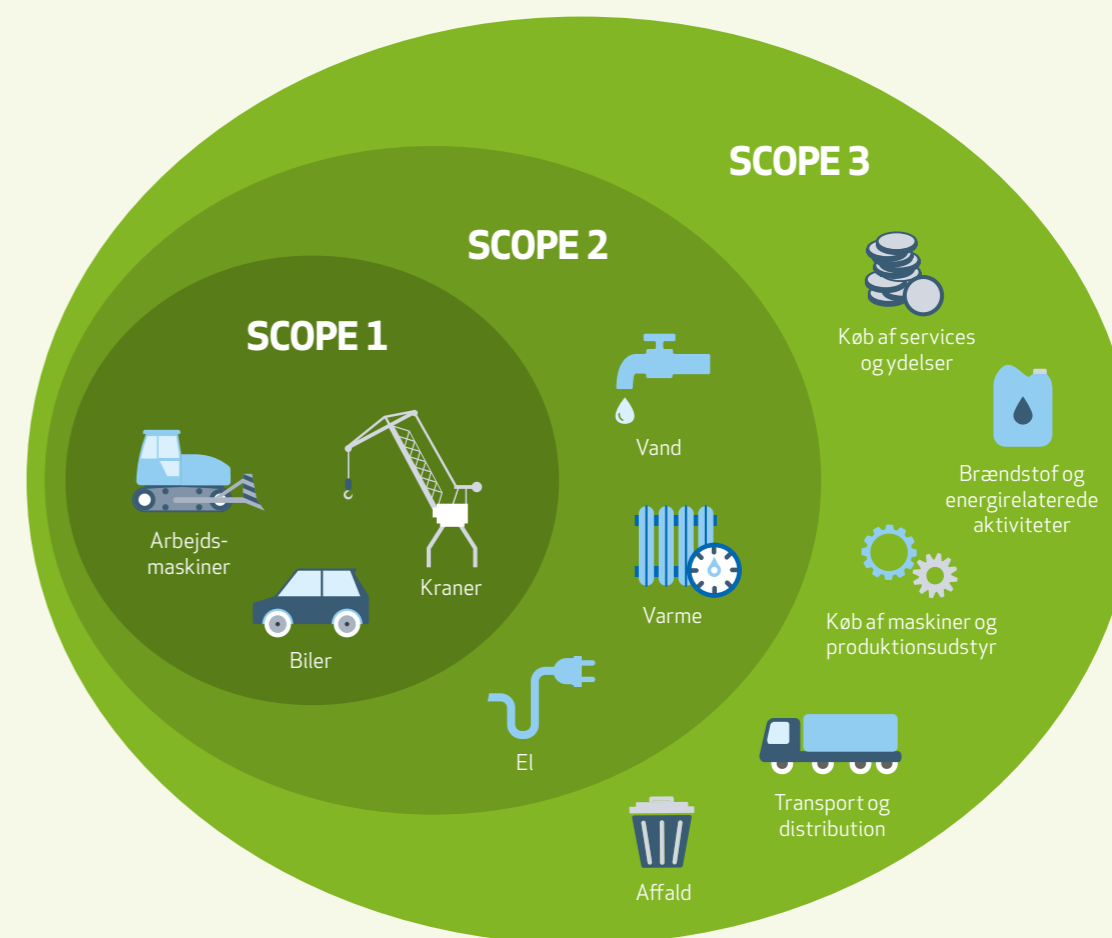 SCOPE 3
SCOPE 2
SCOPE 1
Køb af services
og ydelser
Vand
Brændstof og
energirelaterede
aktiviteter
Arbejds-
maskiner
Kraner
Varme
Køb af maskiner og
produktionsudstyr
Biler
El
Transport og
distribution
Affald